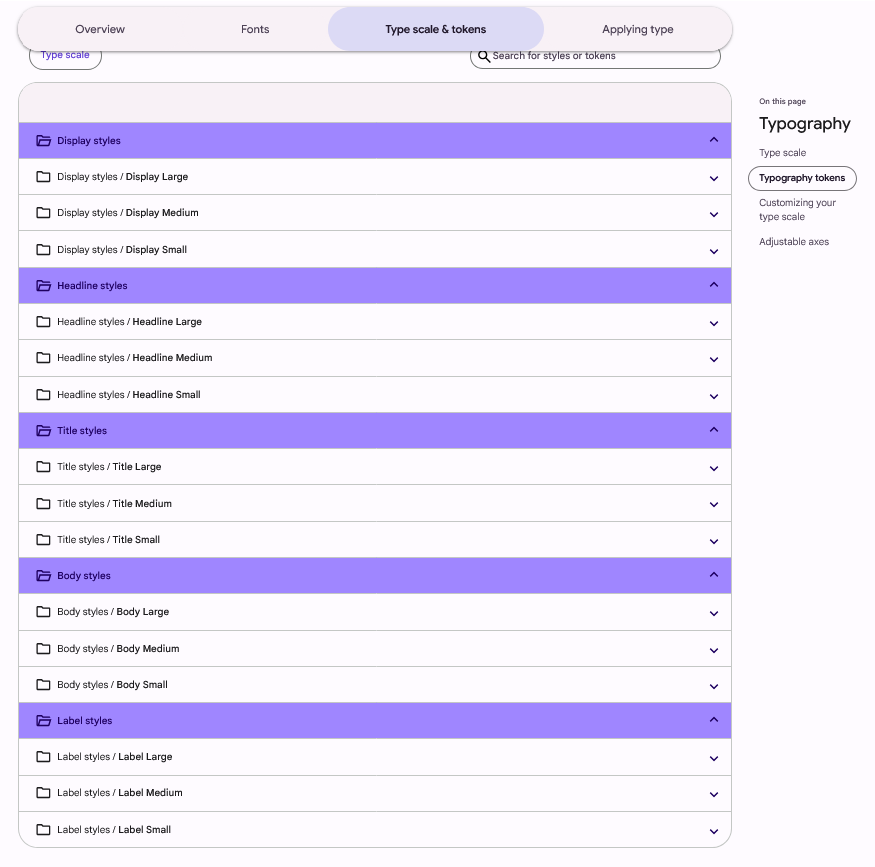 Overview
Fonts
Type scale & tokens
Applying type
Type scale
Search for styles or tokens
Display styles
Display styles / Display Large
Display styles / Display Medium
Display styles / Display Small
Headline styles
Headline styles / Headline Large
Headline styles / Headline Medium
Headline styles / Headline Small
Title styles
Title styles / Title Large
Title styles / Title Medium
Title styles / Title Small
Body styles
Body styles / Body Large
Body styles / Body Medium
Body styles / Body Small
Label styles
Label styles / Label Large
Label styles / Label Medium
Label styles / Label Small
On this page
Typography
Type scale
Typography tokens
Customizing your
type scale
Adjustable axes